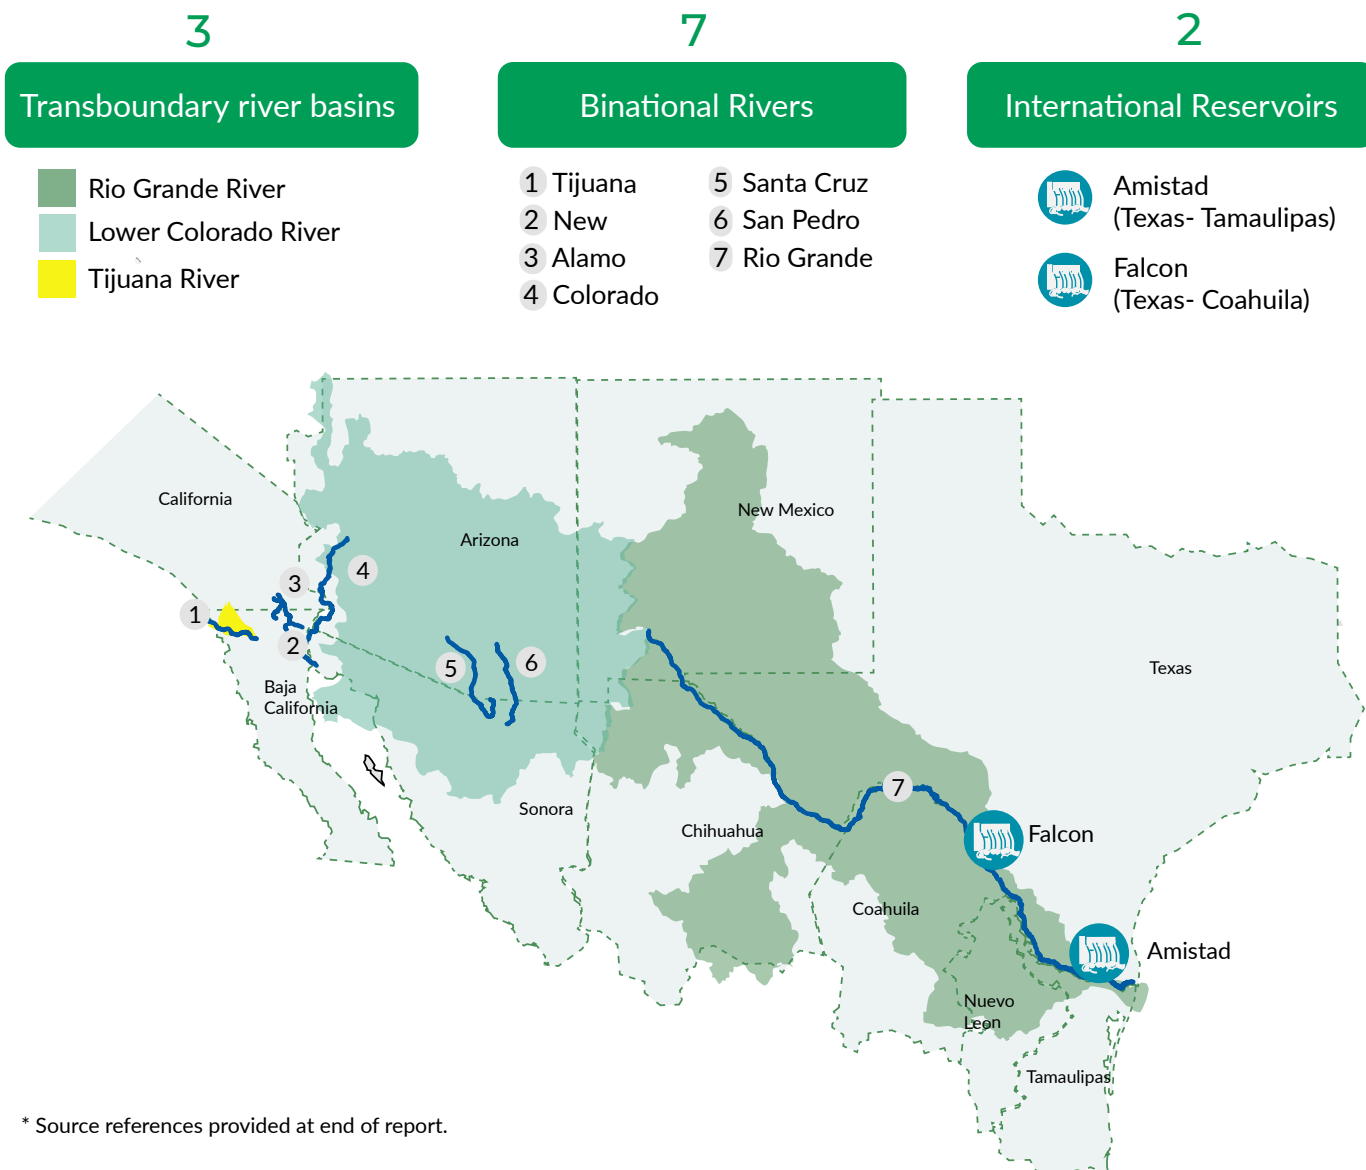 3
Transboundary river basins
Rio Grande River
Lower Colorado River
Tijuana River
7
Binational Rivers
1 Tijuana
2 New
3 Alamo
4 Colorado
5 Santa Cruz
6 San Pedro
7 Rio Grande
2
International Reservoirs
Amistad
(Texas- Tamaulipas)
Falcon
(Texas- Coahuila)
California
Arizona
New Mexico
Texas
1
2
3
4
5
6
7
Baja
California
Sonora
Chihuahua
Coahuila
Nuevo
Leon
Tamaulipas
Falcon
Amistad
* Source references provided at end of report.